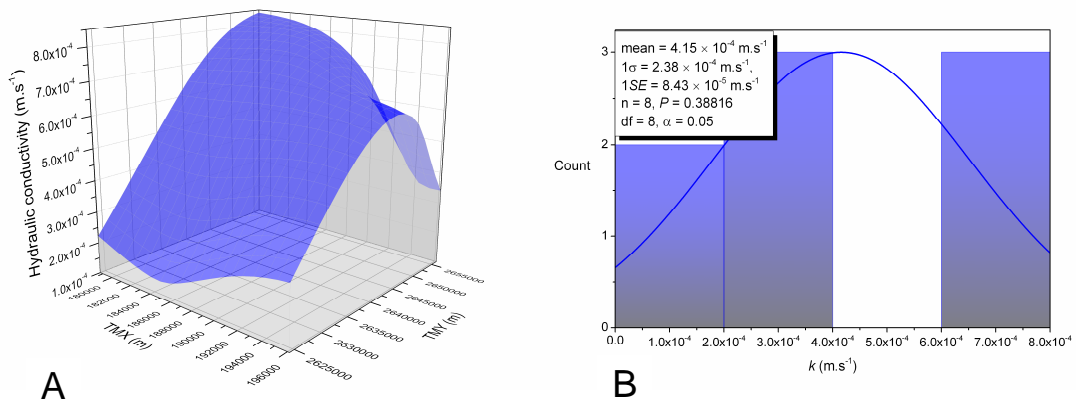 Hydraulic conductivity (m.s⁻¹)
8.0x10⁻⁴
7.0x10⁻⁴
6.0x10⁻⁴
5.0x10⁻⁴
4.0x10⁻⁴
3.0x10⁻⁴
2.0x10⁻⁴
1.0x10⁻⁴
180000
182000
184000
186000
188000
190000
192000
194000
196000
TMX (m)
2655000
2650000
2645000
2640000
2635000
2630000
2625000
TMY (m)
A
mean = 4.15 × 10⁻⁴ m.s⁻¹
1σ = 2.38 × 10⁻⁴ m.s⁻¹,
1SE = 8.43 × 10⁻⁵ m.s⁻¹
n = 8, P = 0.38816
df = 8, α = 0.05
Count
3
2
1
0
0.0 1.0x10⁻⁴ 2.0x10⁻⁴ 3.0x10⁻⁴ 4.0x10⁻⁴ 5.0x10⁻⁴ 6.0x10⁻⁴ 7.0x10⁻⁴ 8.0x10⁻⁴
k (m.s⁻¹)
B